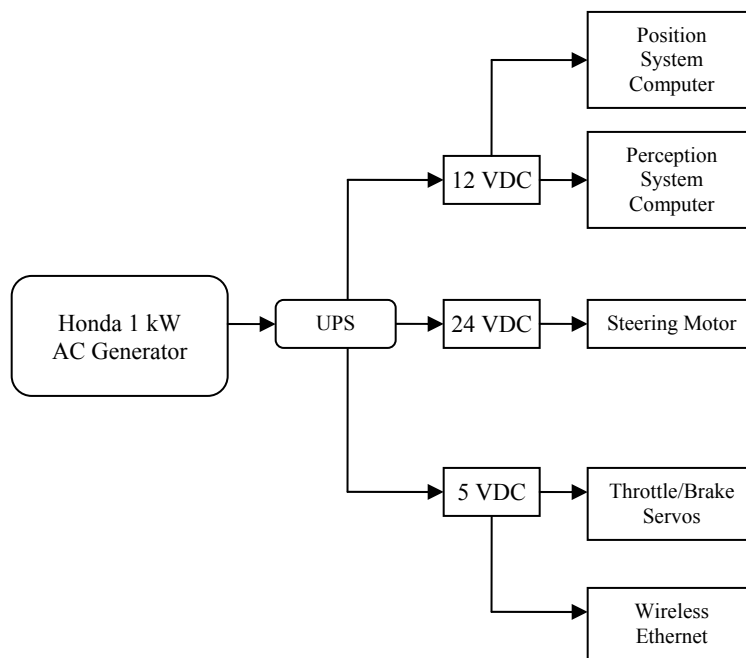 Position
System
Computer
12 VDC
Perception
System
Computer
Honda 1 kW
AC Generator
UPS
24 VDC
Steering Motor
5 VDC
Throttle/Brake
Servos
Wireless
Ethernet